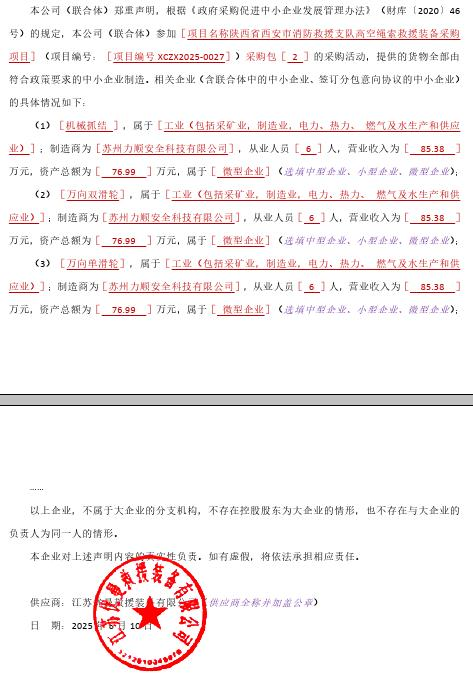 本公司（联合体）郑重声明，根据《政府采购促进中小企业发展管理办法》（财库〔2020〕46
号）的规定，本公司（联合体）参加［项目名称陕西省西安市消防救援支队高空绳索救援装备采购
项目］（项目编号：［项目编号 XCZX2025-0027］）采购包［ 2 ］的采购活动，提供的货物全部由
符合政策要求的中小企业制造。相关企业（含联合体中的中小企业、签订分包意向协议的中小企业）
的具体情况如下：
（1）［机械抓结 ］，属于［工业（包括采矿业，制造业，电力、热力、 燃气及水生产和供应
业）］；制造商为［苏州力顺安全科技有限公司］，从业人员［ 6 ］人，营业收入为［ 85.38 ］
万元，资产总额为［ 76.99 ］万元，属于［ 微型企业］（选填中型企业、小型企业、微型企业）；
（2）［万向双滑轮］，属于［工业（包括采矿业，制造业，电力、热力、 燃气及水生产和供
应业）］；制造商为［苏州力顺安全科技有限公司］，从业人员［ 6 ］人，营业收入为［ 85.38 ］
万元，资产总额为［ 76.99 ］万元，属于［ 微型企业］（选填中型企业、小型企业、微型企业）；
（3）［万向单滑轮］，属于［工业（包括采矿业，制造业，电力、热力、 燃气及水生产和供
应业）］；制造商为［苏州力顺安全科技有限公司］，从业人员［ 6 ］人，营业收入为［ 85.38 ］
万元，资产总额为［ 76.99 ］万元，属于［ 微型企业］（选填中型企业、小型企业、微型企业）；
……
以上企业，不属于大企业的分支机构，不存在控股股东为大企业的情形，也不存在与大企业的
负责人为同一人的情形。
本企业对上述声明内容的真实性负责。如有虚假，将依法承担相应责任。
供应商：江苏 救援装备有限公司（供应商全称并加盖公章）
日 期：2025 年 6 月 10 日